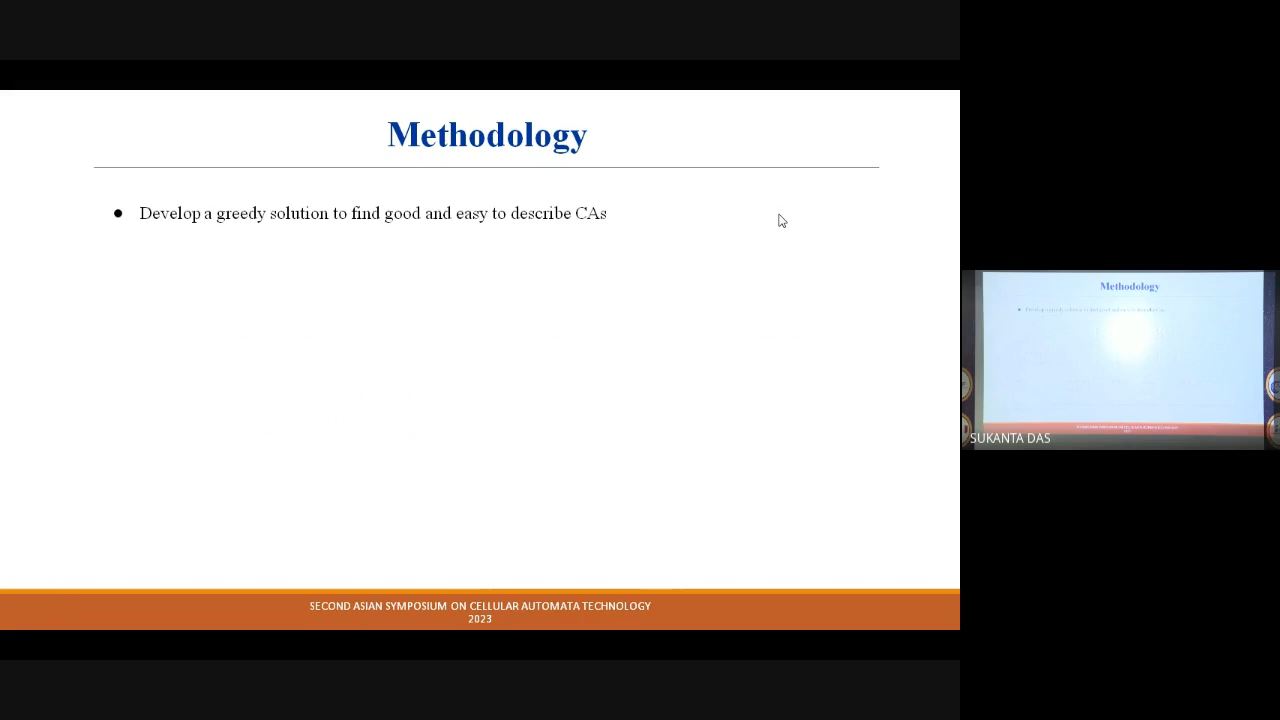 Methodology
● Develop a greedy solution to find good and easy to describe CAs
SECOND ASIAN SYMPOSIUM ON CELLULAR AUTOMATA TECHNOLOGY
2023
Methodology
SUKANTA DAS